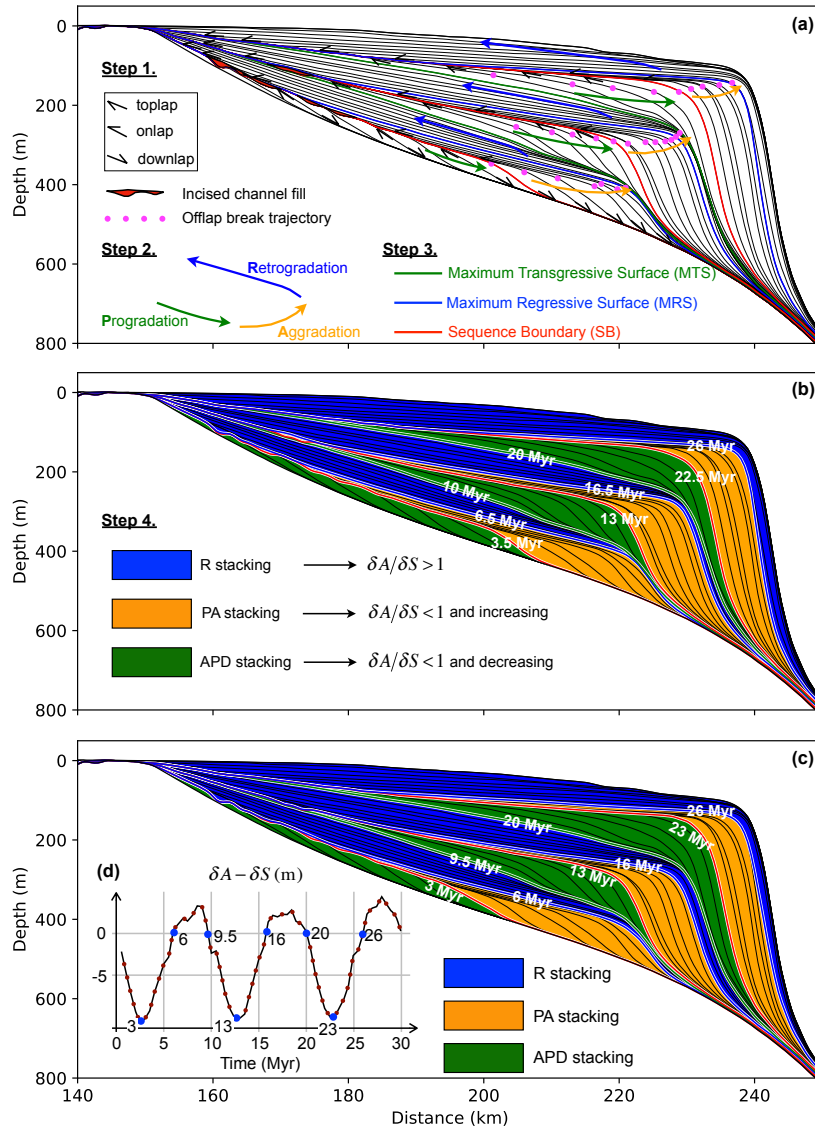 (a)
0
200
400
600
800
Depth (m)
Step 1.
toplap
onlap
downlap
Incised channel fill
Offlap break trajectory
Step 2.
Retrogradation
Progradation
Aggradation
Step 3.
Maximum Transgressive Surface (MTS)
Maximum Regressive Surface (MRS)
Sequence Boundary (SB)
(b)
0
200
400
600
800
Depth (m)
26 Myr
20 Myr
22.5 Myr
16.5 Myr
10 Myr
13 Myr
6.5 Myr
3.5 Myr
Step 4.
R stacking δA/δS > 1
PA stacking δA/δS < 1 and increasing
APD stacking δA/δS < 1 and decreasing
(c)
0
200
400
600
800
Depth (m)
26 Myr
20 Myr
23 Myr
16 Myr
9.5 Myr
13 Myr
3 Myr
6 Myr
(d)
δA − δS (m)
0
-5
6
9.5
16
20
26
3
13
23
0 5 10 15 20 25 30
Time (Myr)
R stacking
PA stacking
APD stacking
140 160 180 200 220 240
Distance (km)